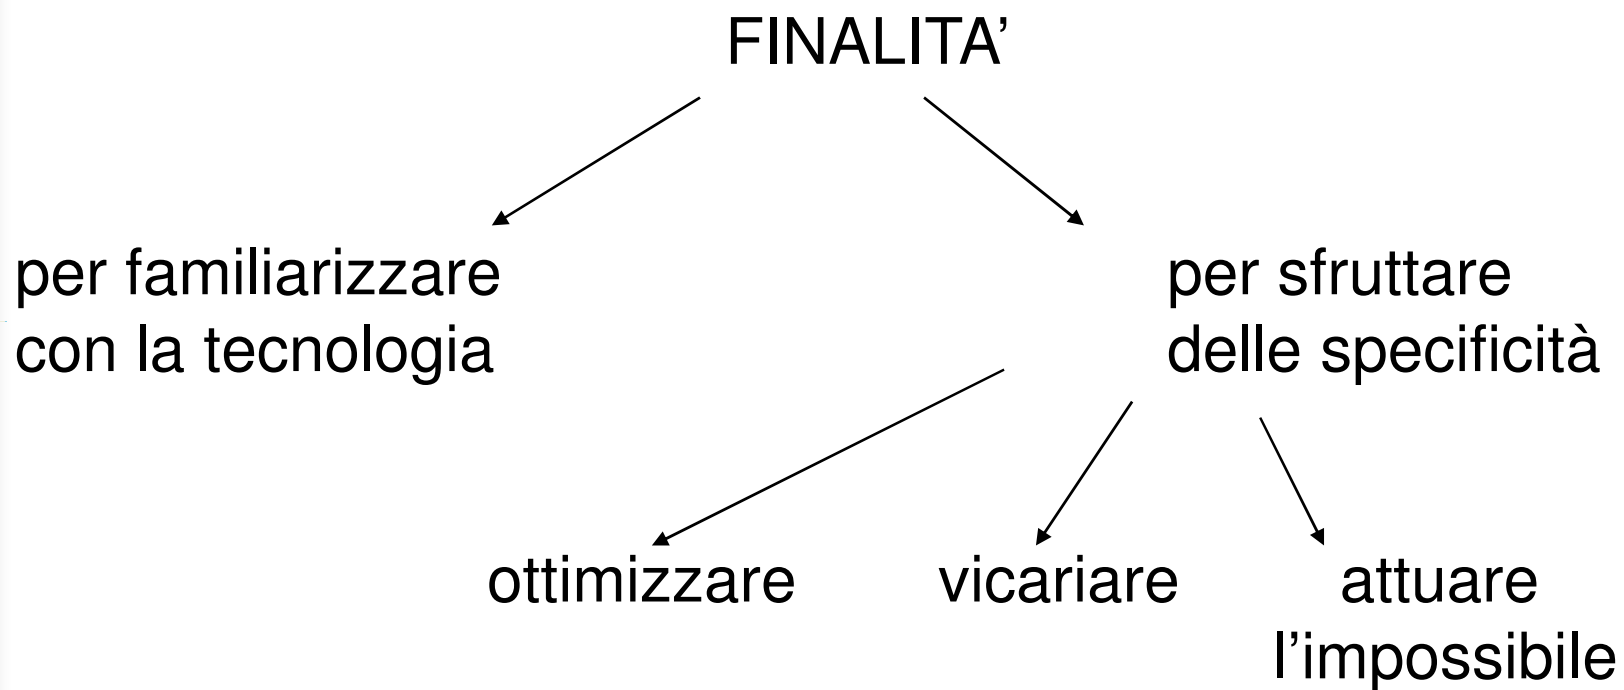 FINALITA’
per familiarizzare
con la tecnologia
per sfruttare
delle specificità
ottimizzare
vicariare
attuare
l’impossibile